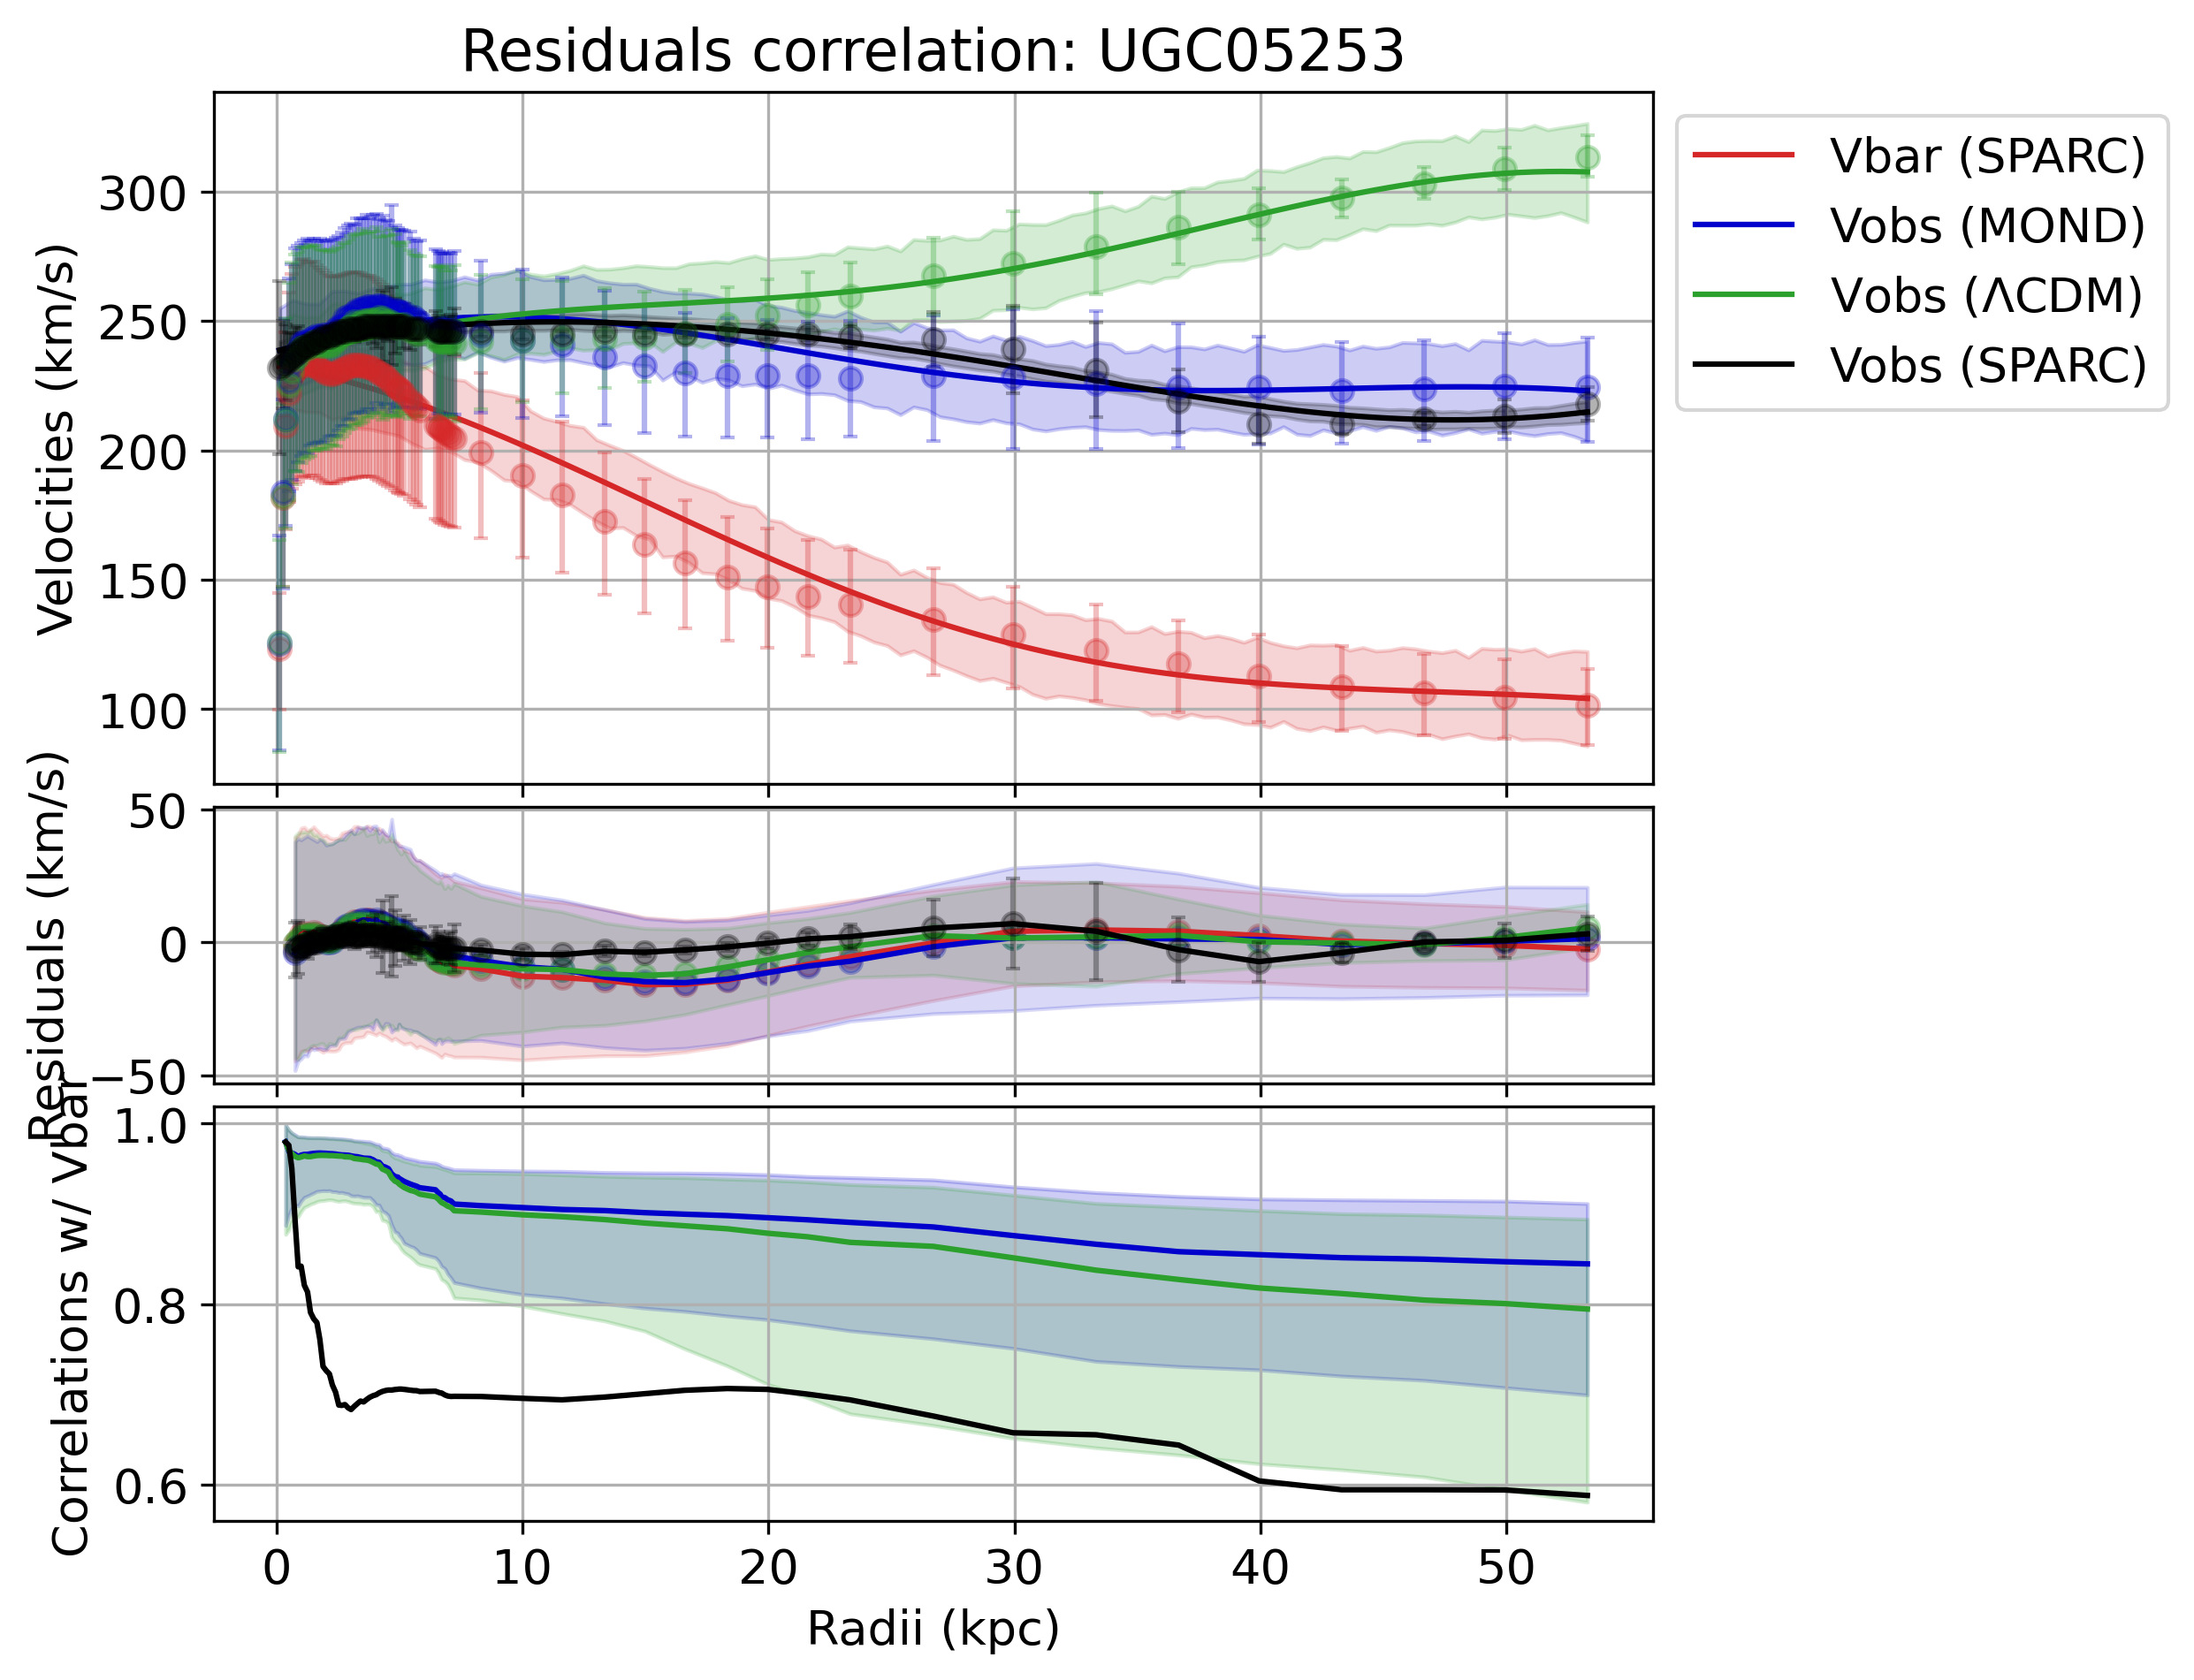 Residuals correlation: UGC05253
Velocities (km/s)
300
250
200
150
100
Vbar (SPARC)
Vobs (MOND)
Vobs (ΛCDM)
Vobs (SPARC)
Residuals (km/s)
50
0
−50
Correlations w/ Vbar
1.0
0.8
0.6
0 10 20 30 40 50
Radii (kpc)